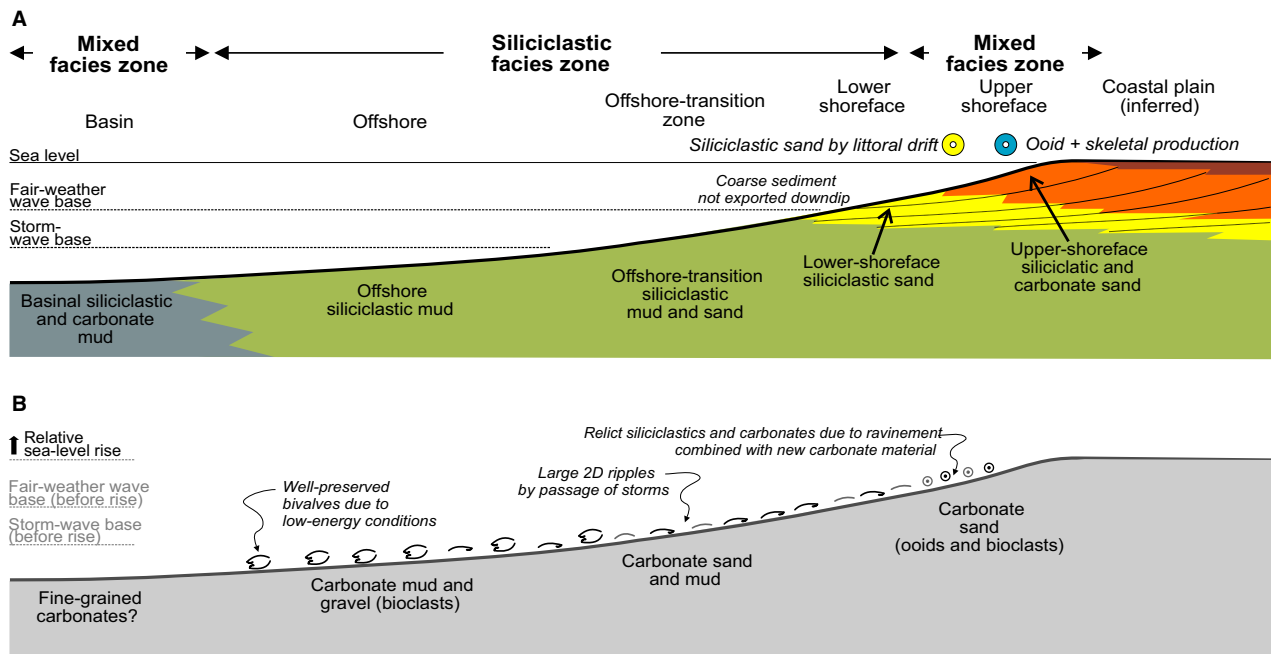 A
Mixed
facies zone
Siliciclastic
facies zone
Mixed
facies zone
Basin
Offshore
Offshore-transition
zone
Lower
shoreface
Upper
shoreface
Coastal plain
(inferred)
Siliciclastic sand by littoral drift
Ooid + skeletal production
Sea level
Fair-weather
wave base
Storm-
wave base
Coarse sediment
not exported downdip
Basinal siliciclastic
and carbonate
mud
Offshore
siliciclastic mud
Offshore-transition
siliciclastic
mud and sand
Lower-shoreface
siliciclastic sand
Upper-shoreface
siliciclatic and
carbonate sand
B
Relative
sea-level rise
Fair-weather wave
base (before rise)
Storm-wave base
(before rise)
Well-preserved
bivalves due to
low-energy conditions
Large 2D ripples
by passage of storms
Relict siliciclastics and carbonates due to ravinement
combined with new carbonate material
Fine-grained
carbonates?
Carbonate mud and
gravel (bioclasts)
Carbonate sand
and mud
Carbonate
sand
(ooids and bioclasts)